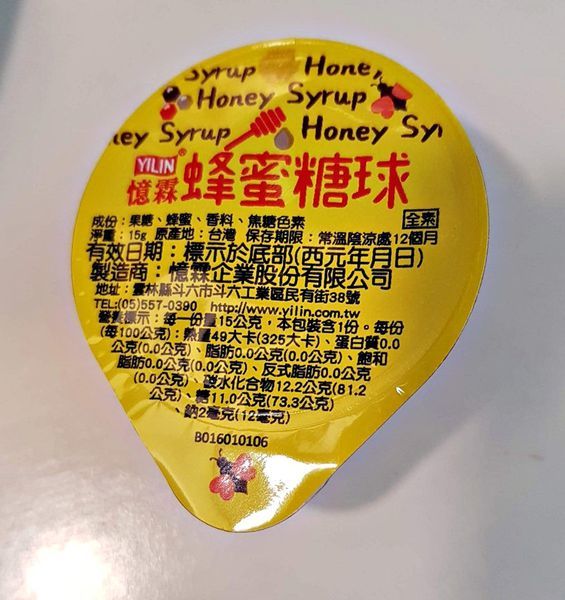 Syrup Honey
Honey Syrup
ney Syrup Honey Sy
YILIN®
憶霖 蜂蜜糖球
成份：果糖、蜂蜜、香料、焦糖色素 全素
淨重：15g 原產地：台灣 保存期限：常溫陰涼處12個月
有效日期：標示於底部(西元年月日)
製造商：憶霖企業股份有限公司
地址：雲林縣斗六市斗六工業區民有街38號
TEL:(05)557-0390 http://www.yilin.com.tw
營養標示：每一份量15公克，本包裝含1份。每份
(每100公克)：熱量49大卡(325大卡)、蛋白質0.0
公克(0.0公克)、脂肪0.0公克(0.0公克)、飽和
脂肪0.0公克(0.0公克)、反式脂肪0.0公克
(0.0公克)、碳水化合物12.2公克(81.2
公克)、糖11.0公克(73.3公克)
、鈉2毫克(12毫克)
B016010106